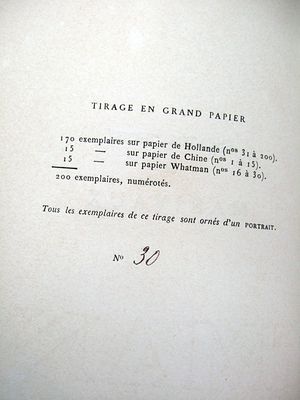 TIRAGE EN GRAND PAPIER
170 exemplaires sur papier de Hollande (nos 31 à 200).
15 — sur papier de Chine (nos 1 à 15).
15 — sur papier Whatman (nos 16 à 30).
200 exemplaires, numérotés.
Tous les exemplaires de ce tirage sont ornés d'un PORTRAIT.
No 30